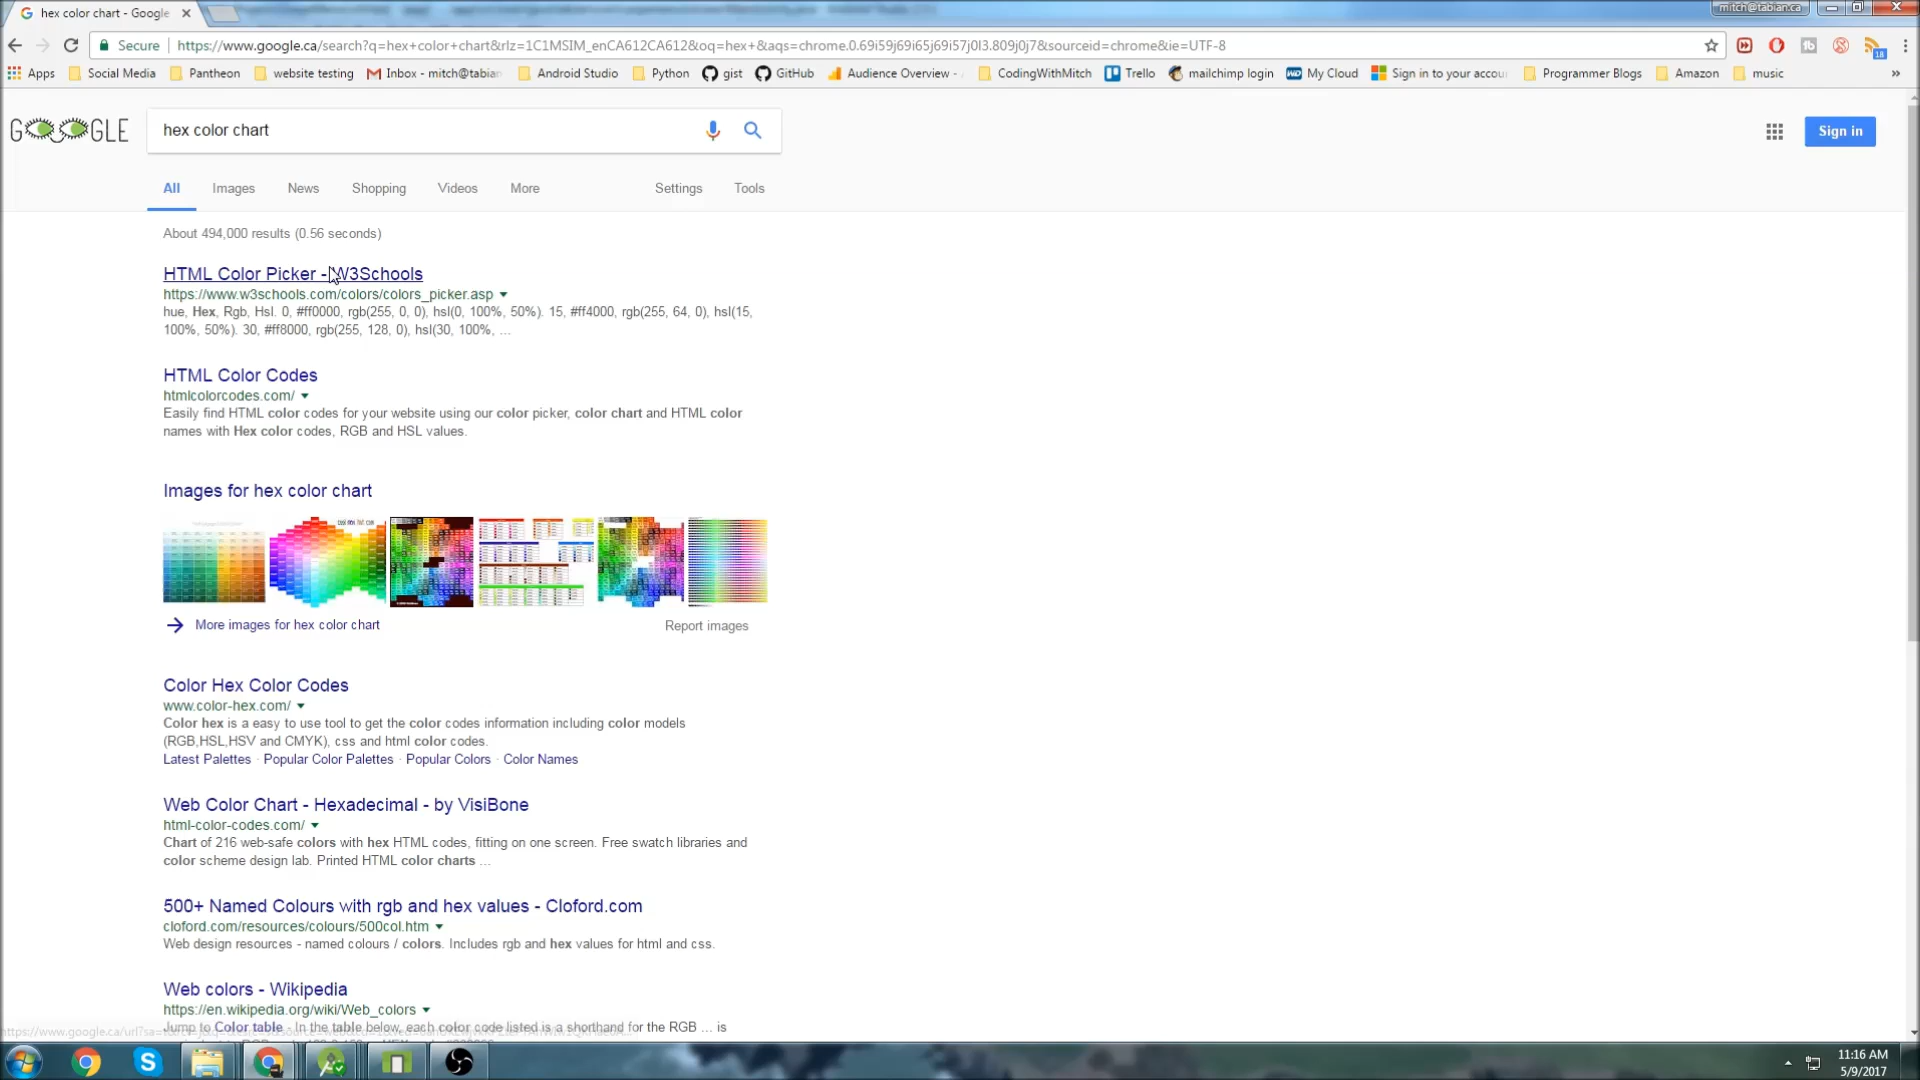 hex color chart - Google
mitch@tabian.ca
Secure https://www.google.ca/search?q=hex+color+chart&rlz=1C1MSIM_enCA612CA612&oq=hex+&aqs=chrome.0.69i59j69i65j69i57j0l3.809j0j7&sourceid=chrome&ie=UTF-8
Apps Social Media Pantheon website testing Inbox - mitch@tabian Android Studio Python gist GitHub Audience Overview - CodingWithMitch Trello mailchimp login My Cloud Sign in to your accou Programmer Blogs Amazon music »
18
GOOGLE
hex color chart
Sign in
All Images News Shopping Videos More Settings Tools
About 494,000 results (0.56 seconds)
HTML Color Picker - W3Schools
https://www.w3schools.com/colors/colors_picker.asp
hue, Hex, Rgb, Hsl. 0, #ff0000, rgb(255, 0, 0), hsl(0, 100%, 50%). 15, #ff4000, rgb(255, 64, 0), hsl(15,
100%, 50%). 30, #ff8000, rgb(255, 128, 0), hsl(30, 100%, ...
HTML Color Codes
htmlcolorcodes.com/
Easily find HTML color codes for your website using our color picker, color chart and HTML color
names with Hex color codes, RGB and HSL values.
Images for hex color chart
More images for hex color chart
Report images
Color Hex Color Codes
www.color-hex.com/
Color hex is a easy to use tool to get the color codes information including color models
(RGB,HSL,HSV and CMYK), css and html color codes.
Latest Palettes · Popular Color Palettes · Popular Colors · Color Names
Web Color Chart - Hexadecimal - by VisiBone
html-color-codes.com/
Chart of 216 web-safe colors with hex HTML codes, fitting on one screen. Free swatch libraries and
color scheme design lab. Printed HTML color charts ...
500+ Named Colours with rgb and hex values - Cloford.com
cloford.com/resources/colours/500col.htm
Web design resources - named colours / colors. Includes rgb and hex values for html and css.
Web colors - Wikipedia
https://en.wikipedia.org/wiki/Web_colors
Jump to Color table - In the table below, each color code listed is a shorthand for the RGB ... is
11:16 AM
5/9/2017